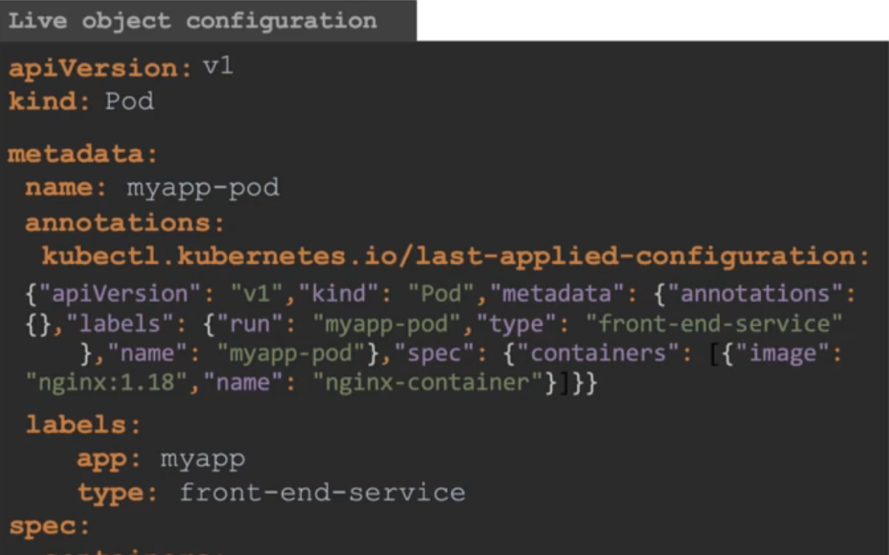 Live object configuration
apiVersion: v1
kind: Pod
metadata:
name: myapp-pod
annotations:
kubectl.kubernetes.io/last-applied-configuration:
{"apiVersion": "v1","kind": "Pod","metadata": {"annotations":
{},"labels": {"run": "myapp-pod","type": "front-end-service"
},"name": "myapp-pod"},"spec": {"containers": [{"image":
"nginx:1.18","name": "nginx-container"}]}}
labels:
app: myapp
type: front-end-service
spec: